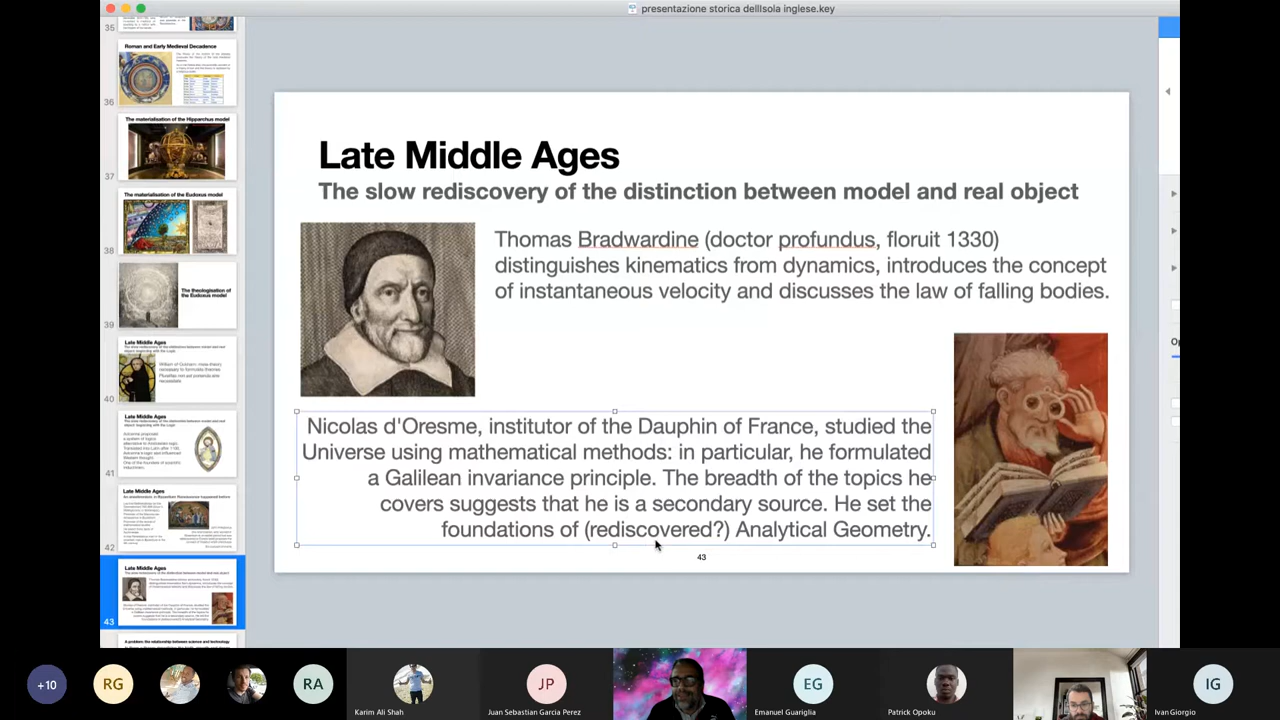 presentazione storica dellIsola inglese.key
35
Roman and Early Medieval Decadence
36
The materialisation of the Hipparchus model
37
The materialisation of the Eudoxus model
38
The theologisation of
the Eudoxus model
39
Late Middle Ages
40
Late Middle Ages
41
Late Middle Ages
42
Late Middle Ages
43
A problem: the relationship between science and technology
Late Middle Ages
The slow rediscovery of the distinction between model and real object
Thomas Bradwardine (doctor profundus, floruit 1330)
distinguishes kinematics from dynamics, introduces the concept
of instantaneous velocity and discusses the law of falling bodies.
Nicolas d'Oresme, institutor of the Dauphin of France, studied the
Universe using mathematical methods: in particular, he formulated
a Galilean invariance principle. The breadth of the topics he
covers suggests that he is a secondary source. He set the
foundations of (rediscovered?) Analytical Geometry.
43
+10
RG
RA
JP
EG
IG
Karim Ali Shah
Juan Sebastian Garcia Perez
Emanuel Guariglia
Patrick Opoku
Ivan Giorgio